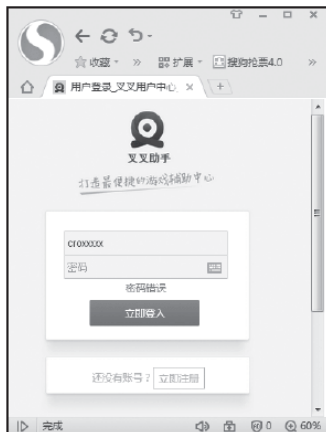 收藏 » 扩展 搜狗抢票4.0 »
用户登录_叉叉用户中心
叉叉助手
打造最便捷的游戏辅助中心
croxxxxx
密码
密码错误
立即登入
还没有账号？ 立即注册
完成 0 60%